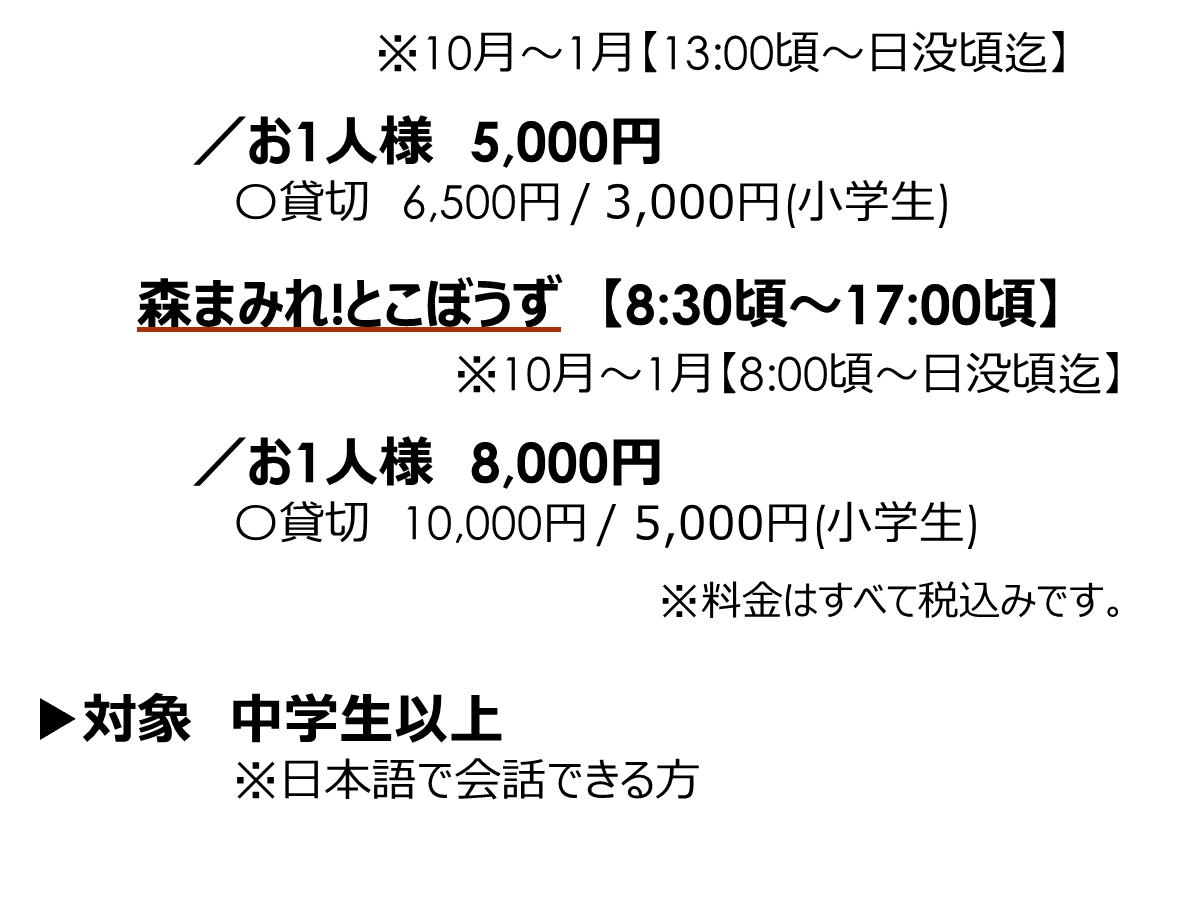 ※10月～1月【13:00頃～日没頃迄】
／お1人様 5,000円
○貸切 6,500円 / 3,000円(小学生)
森まみれ!とこぼうず 【8:30頃～17:00頃】
※10月～1月【8:00頃～日没頃迄】
／お1人様 8,000円
○貸切 10,000円 / 5,000円(小学生)
※料金はすべて税込みです。
▶対象 中学生以上
※日本語で会話できる方